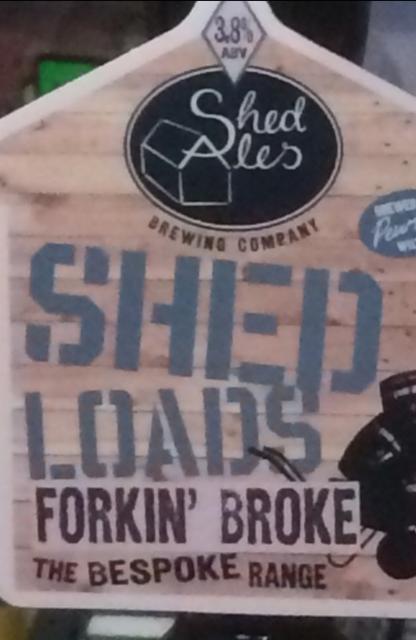 3.8%
ABV
Shed
Ales
BREWING COMPANY
SHED
LOADS
FORKIN' BROKE
THE BESPOKE RANGE